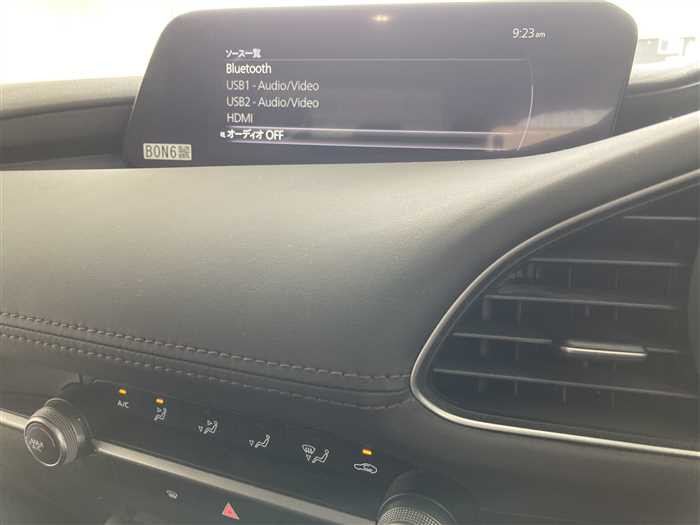 9:23am
ソース一覧
Bluetooth
USB1 - Audio/Video
USB2 - Audio/Video
HDMI
オーディオ OFF
B0N6
A/C